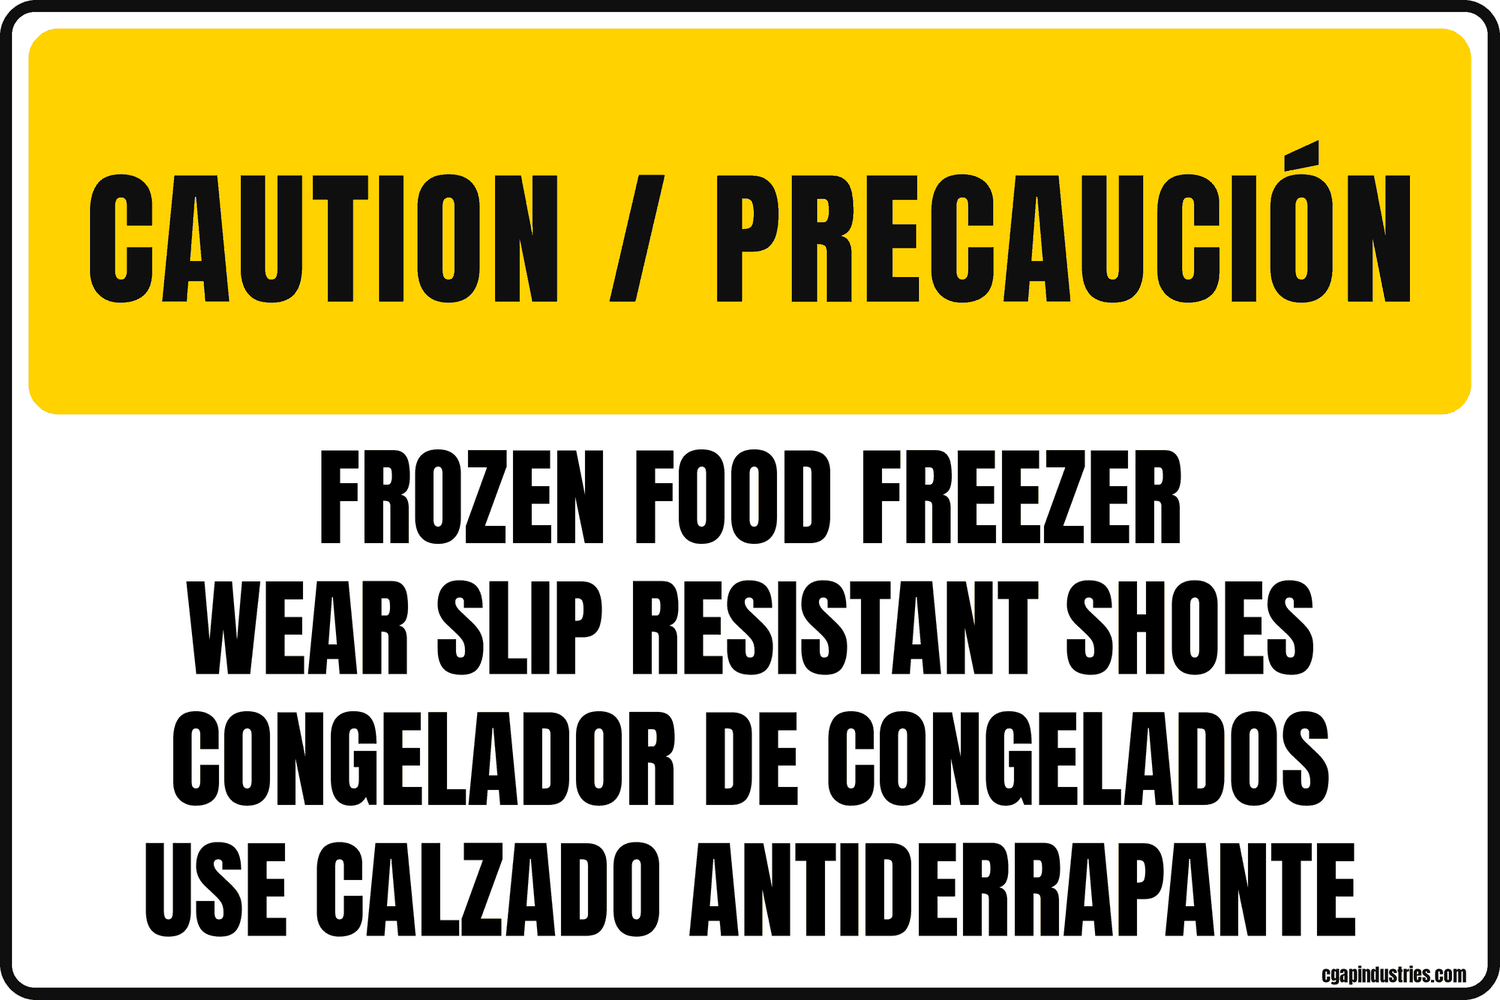 CAUTION / PRECAUCIÓN
FROZEN FOOD FREEZER
WEAR SLIP RESISTANT SHOES
CONGELADOR DE CONGELADOS
USE CALZADO ANTIDERRAPANTE
cgapindustries.com